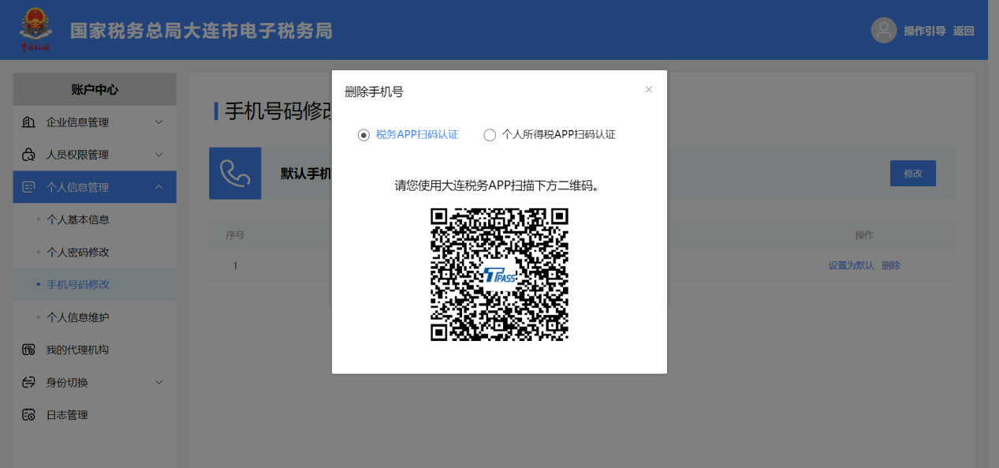 国家税务总局大连市电子税务局
操作引导 返回
中国税务
账户中心
企业信息管理
人员权限管理
个人信息管理
个人基本信息
个人密码修改
手机号码修改
个人信息维护
我的代理机构
身份切换
日志管理
手机号码修改
默认手机
修改
序号 操作
1 设置为默认 删除
删除手机号
税务APP扫码认证 个人所得税APP扫码认证
请您使用大连税务APP扫描下方二维码。
TPASS